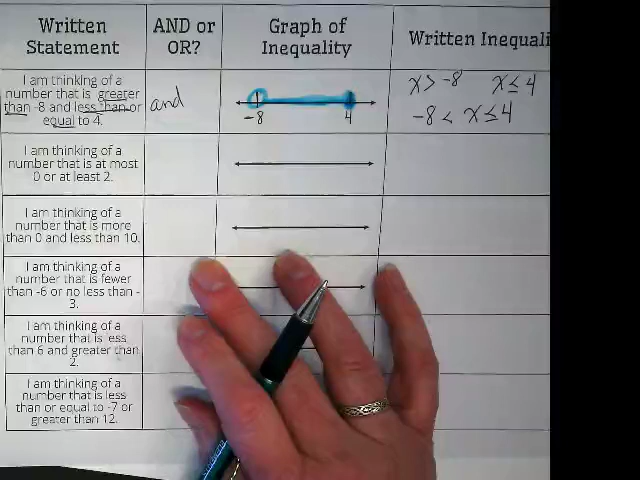 Written Statement
AND or OR?
Graph of Inequality
Written Inequali
I am thinking of a
number that is greater
than -8 and less than or
equal to 4.
and
-8 4
x > -8 x ≤ 4
-8 < x ≤ 4
I am thinking of a
number that is at most
0 or at least 2.
I am thinking of a
number that is more
than 0 and less than 10.
I am thinking of a
number that is fewer
than -6 or no less than -
3.
I am thinking of a
number that is less
than 6 and greater than
2.
I am thinking of a
number that is less
than or equal to -7 or
greater than 12.